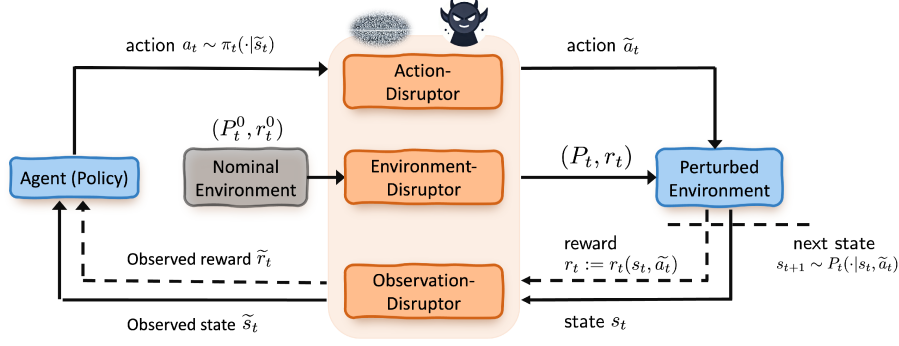 action $a_t \sim \pi_t(\cdot|\widetilde{s}_t)$
Action-
Disruptor
action $\widetilde{a}_t$
$(P_t^0, r_t^0)$
Agent (Policy)
Nominal
Environment
Environment-
Disruptor
$(P_t, r_t)$
Perturbed
Environment
Observed reward $\widetilde{r}_t$
Observation-
Disruptor
reward
$r_t := r_t(s_t, \widetilde{a}_t)$
next state
$s_{t+1} \sim P_t(\cdot|s_t, \widetilde{a}_t)$
Observed state $\widetilde{s}_t$
state $s_t$